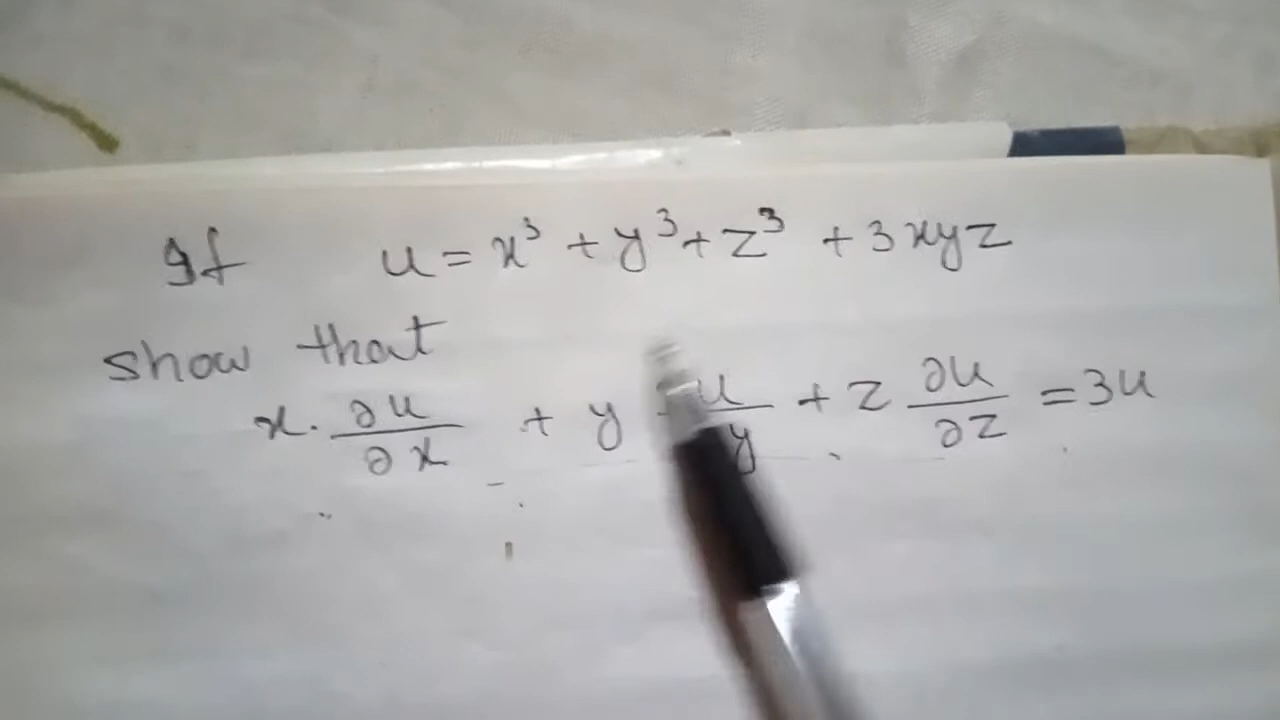 If u = x³ + y³ + z³ + 3xyz
show that
x. ∂u/∂x + y u/y + z ∂u/∂z = 3u